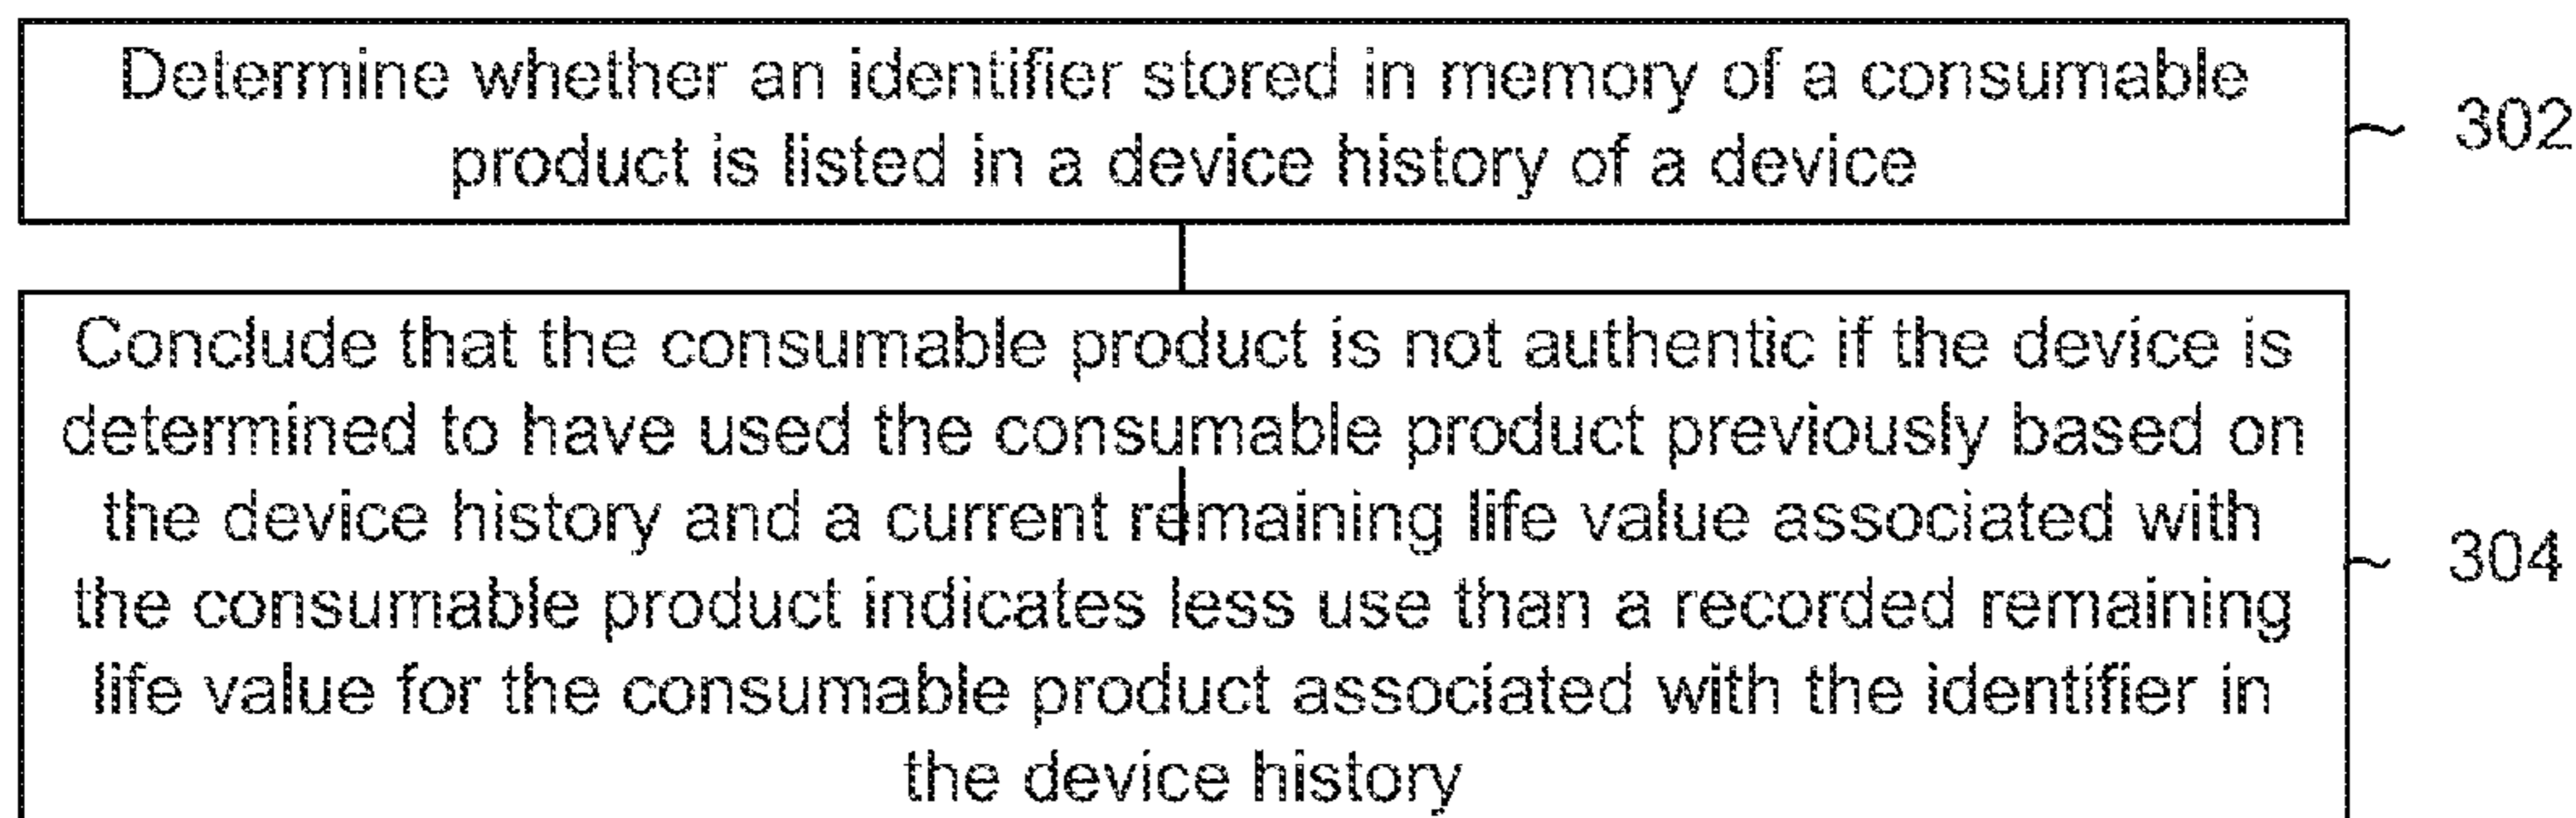 Determine whether an identifier stored in memory of a consumable
product is listed in a device history of a device
302
Conclude that the consumable product is not authentic if the device is
determined to have used the consumable product previously based on
the device history and a current remaining life value associated with
the consumable product indicates less use than a recorded remaining
life value for the consumable product associated with the identifier in
the device history
304